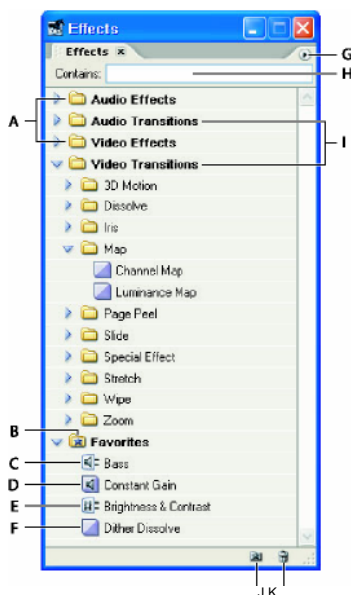 Effects
Effects x
G
Contains:
H
A
Audio Effects
Audio Transitions
I
Video Effects
Video Transitions
3D Motion
Dissolve
Iris
Map
Channel Map
Luminance Map
Page Peel
Slide
Special Effect
Stretch
Wipe
Zoom
B
Favorites
C
Bass
D
Constant Gain
E
Brightness & Contrast
F
Dither Dissolve
J K